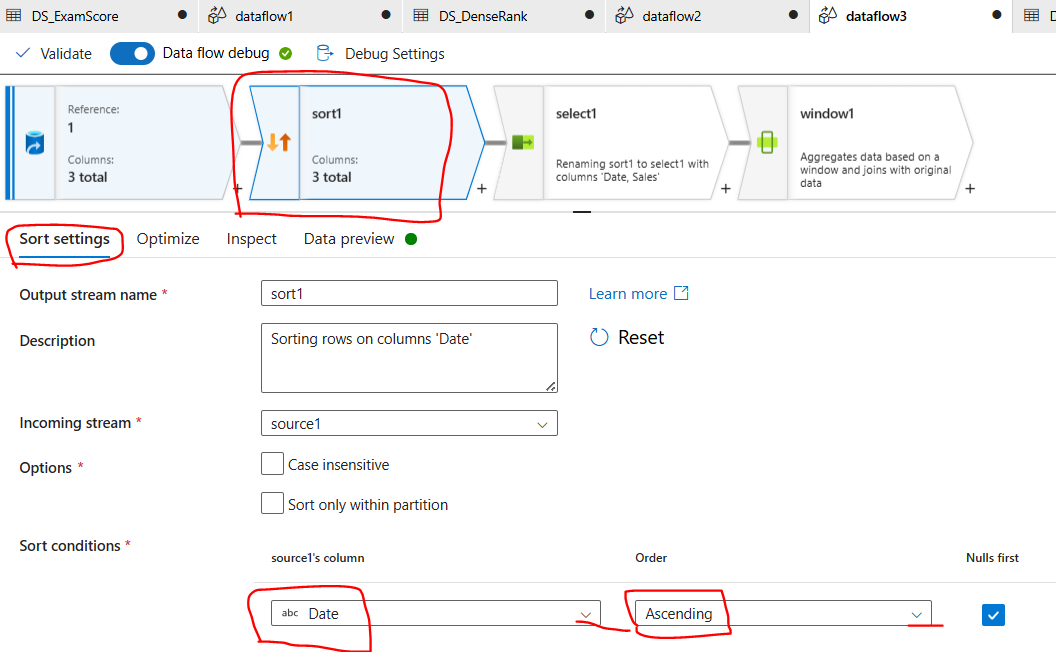 DS_ExamScore
dataflow1
DS_DenseRank
dataflow2
dataflow3
Validate
Data flow debug
Debug Settings
Reference:
1
Columns:
3 total
+
sort1
Columns:
3 total
+
select1
Renaming sort1 to select1 with
columns 'Date, Sales'
+
window1
Aggregates data based on a
window and joins with original
data
+
Sort settings
Optimize
Inspect
Data preview
Output stream name *
sort1
Learn more
Description
Sorting rows on columns 'Date'
Reset
Incoming stream *
source1
Options *
Case insensitive
Sort only within partition
Sort conditions *
source1's column
Order
Nulls first
abc Date
Ascending